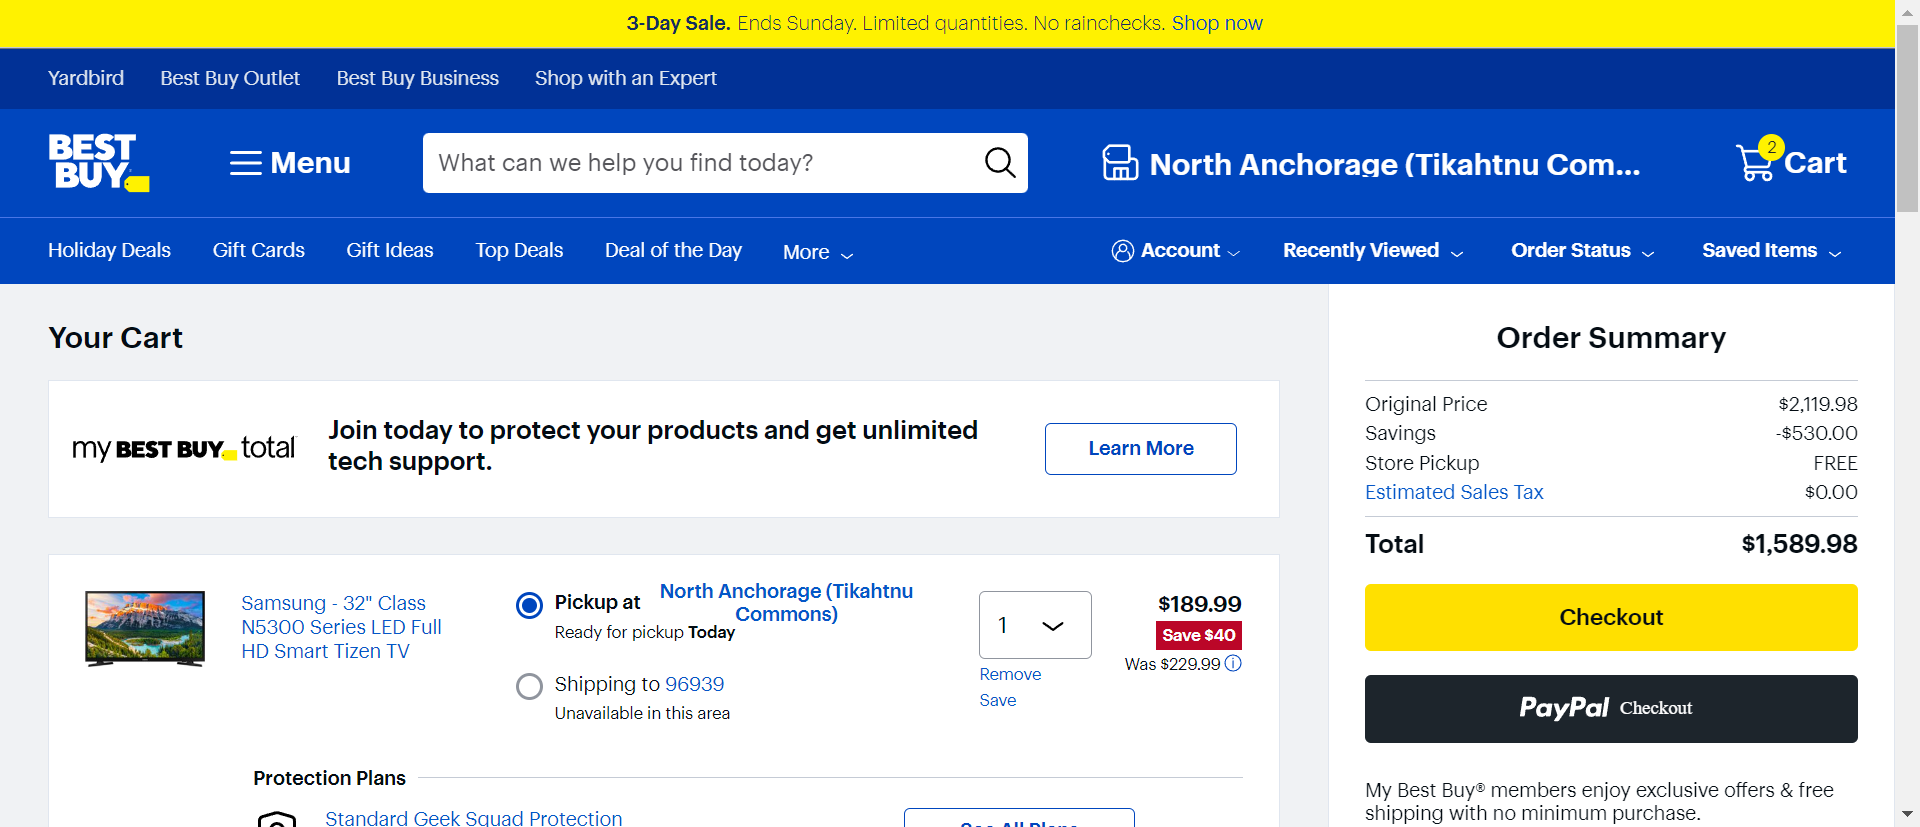 3-Day Sale. Ends Sunday. Limited quantities. No rainchecks. Shop now
Yardbird Best Buy Outlet Best Buy Business Shop with an Expert
BEST BUY
Menu
What can we help you find today?
North Anchorage (Tikahtnu Com...
2
Cart
Holiday Deals Gift Cards Gift Ideas Top Deals Deal of the Day More
Account Recently Viewed Order Status Saved Items
Your Cart
my BEST BUY total
Join today to protect your products and get unlimited
tech support.
Learn More
Samsung - 32" Class
N5300 Series LED Full
HD Smart Tizen TV
Pickup at North Anchorage (Tikahtnu
Commons)
Ready for pickup Today
Shipping to 96939
Unavailable in this area
1
Remove
Save
$189.99
Save $40
Was $229.99
Protection Plans
Standard Geek Squad Protection
See All Plans
Order Summary
Original Price $2,119.98
Savings -$530.00
Store Pickup FREE
Estimated Sales Tax $0.00
Total $1,589.98
Checkout
PayPal Checkout
My Best Buy® members enjoy exclusive offers & free
shipping with no minimum purchase.